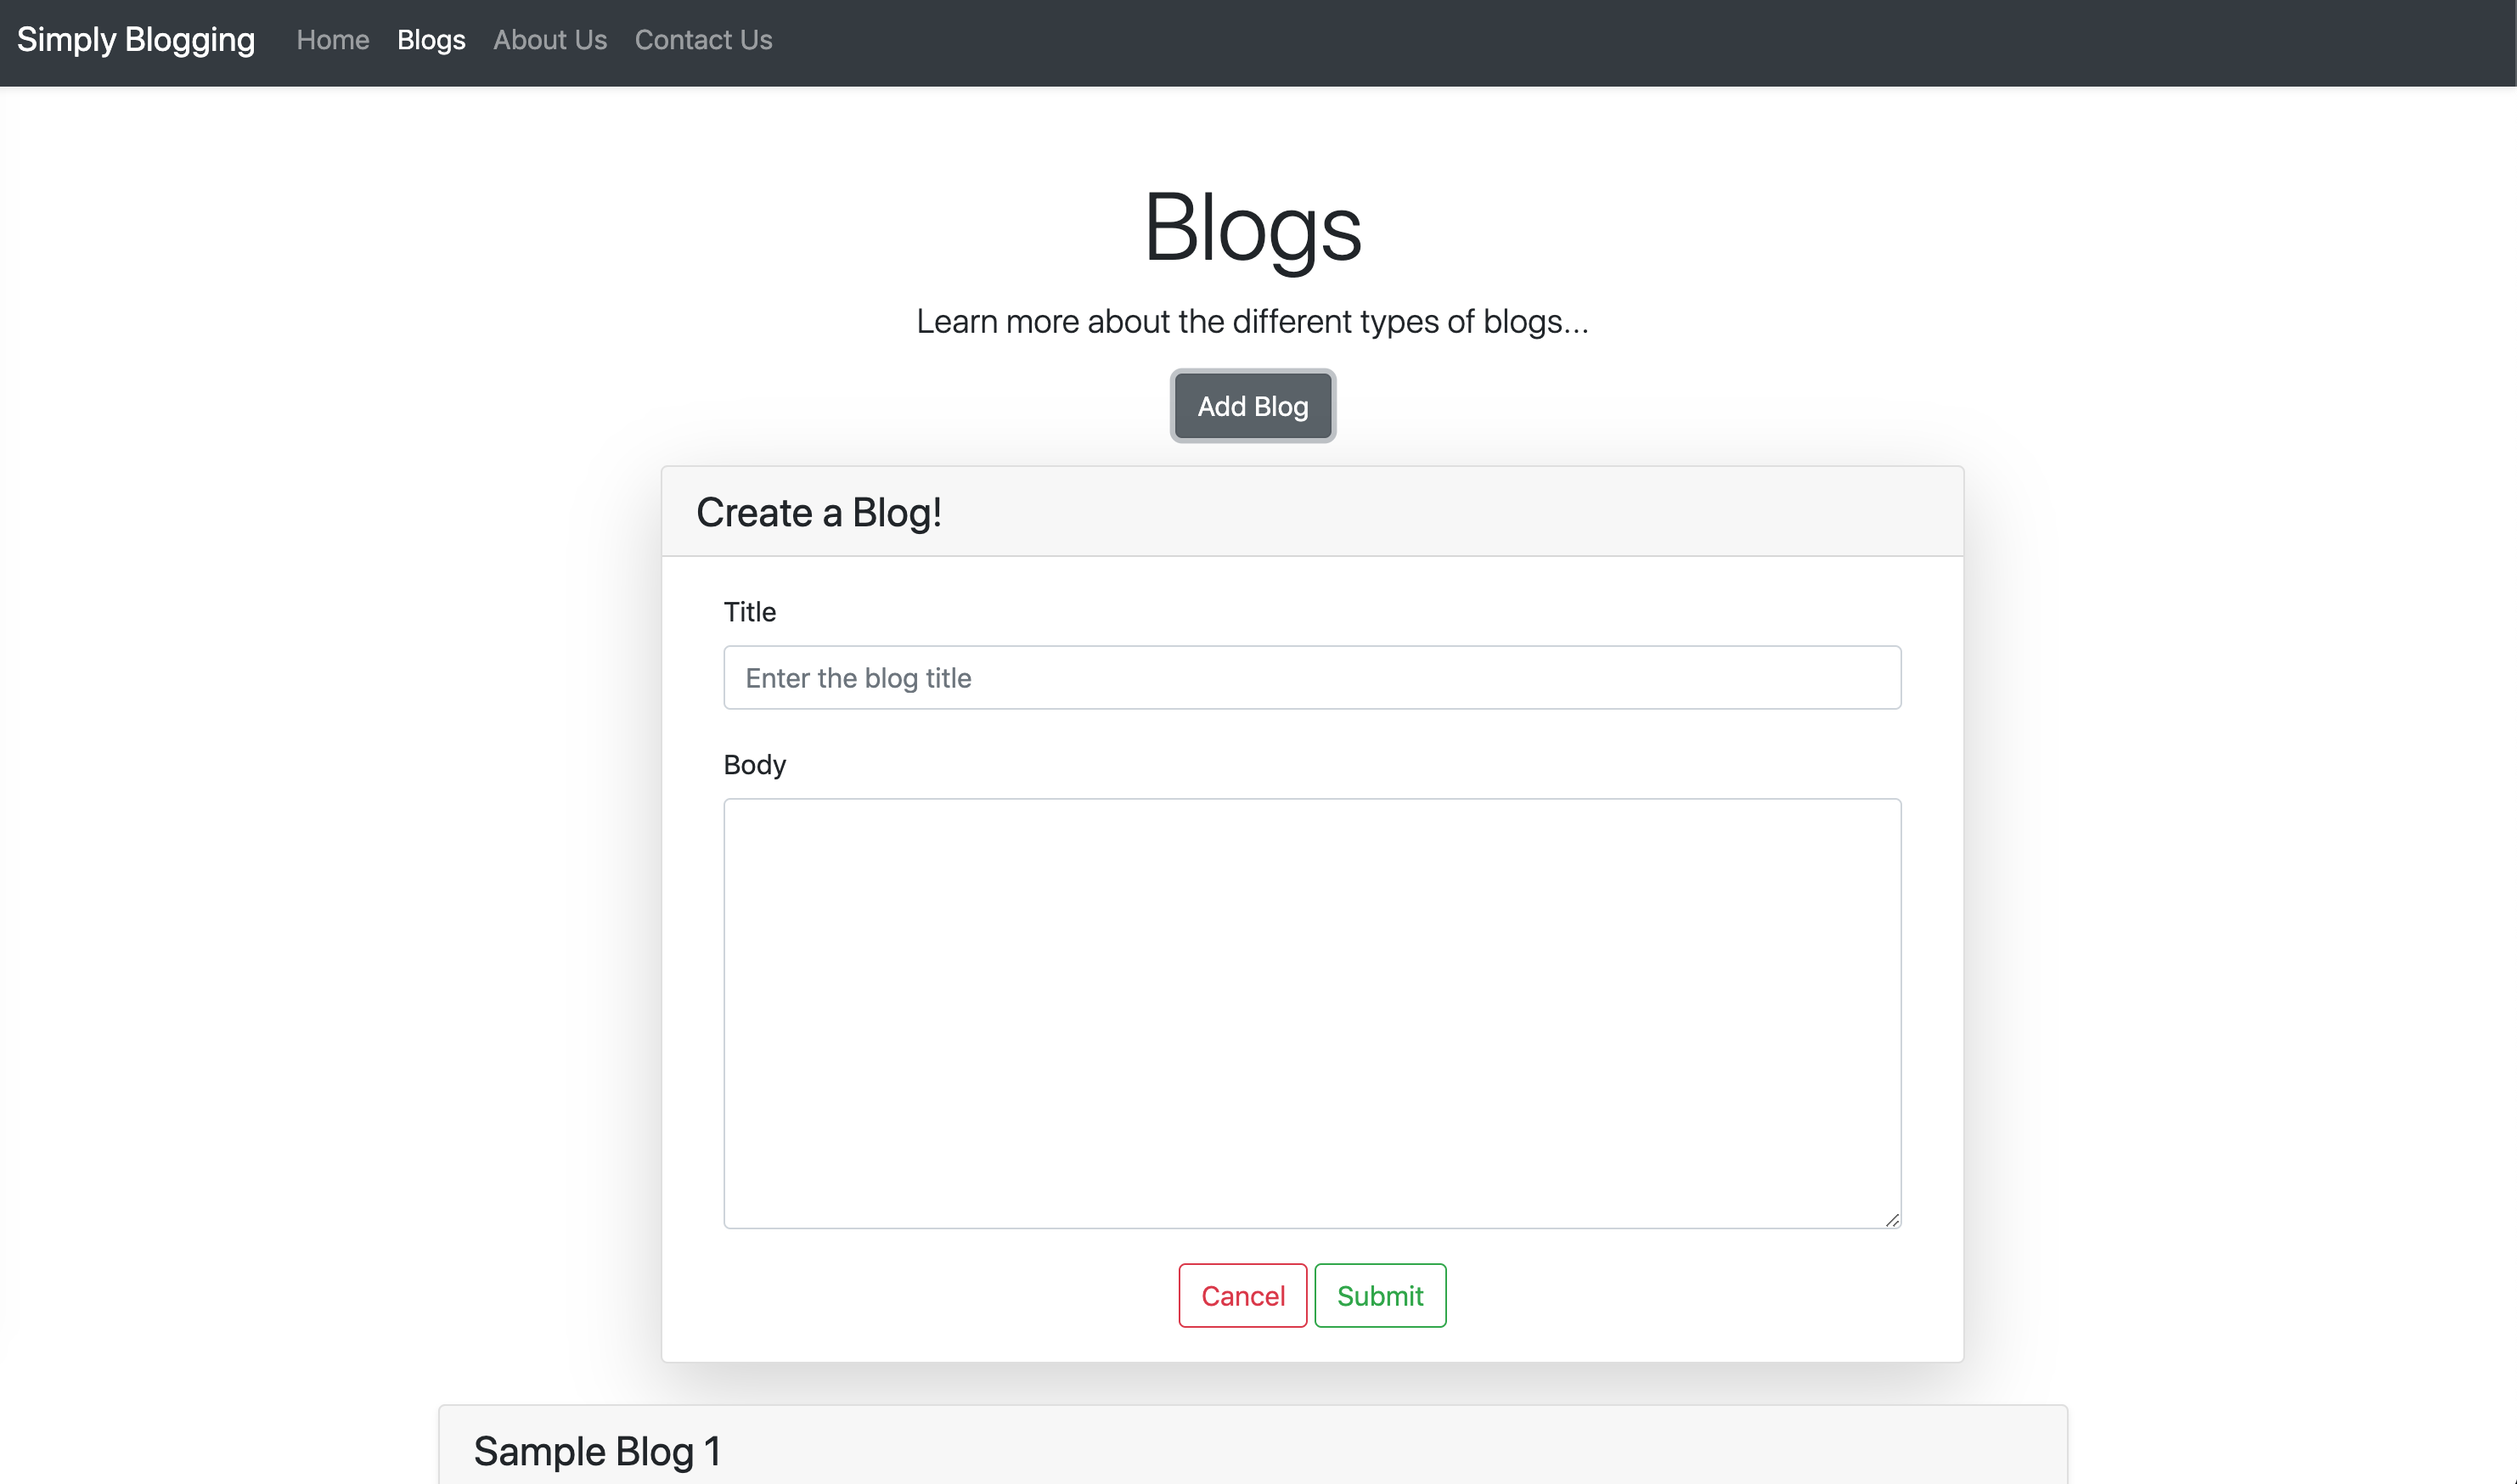 Simply Blogging Home Blogs About Us Contact Us
Blogs
Learn more about the different types of blogs...
Add Blog
Create a Blog!
Title
Enter the blog title
Body
Cancel Submit
Sample Blog 1